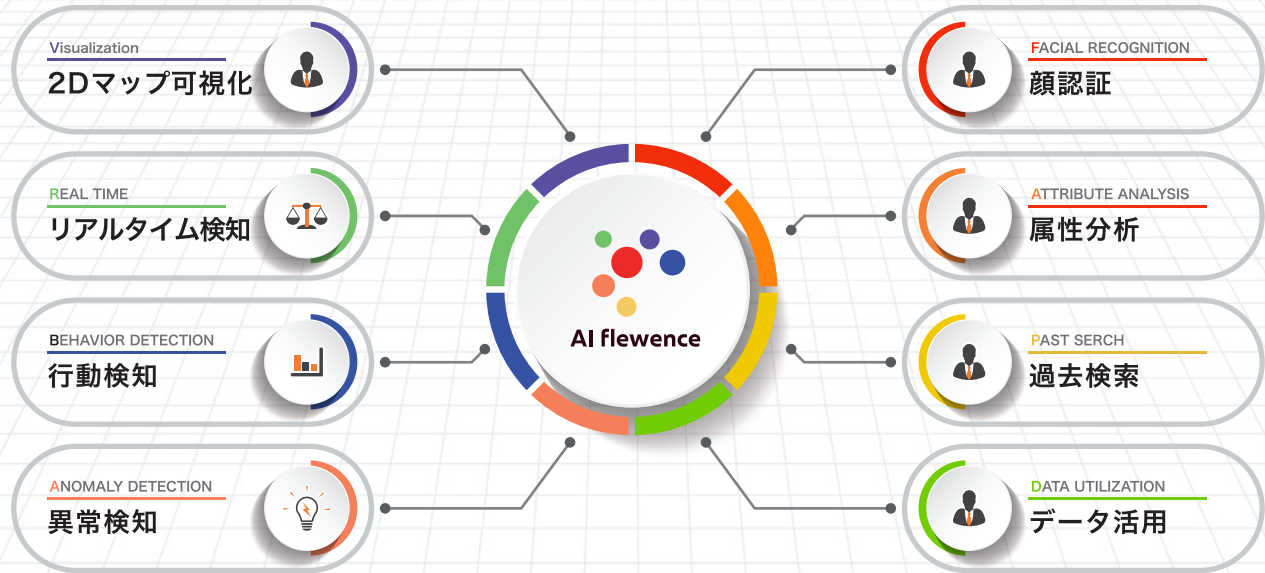 Visualization
2Dマップ可視化
REAL TIME
リアルタイム検知
BEHAVIOR DETECTION
行動検知
ANOMALY DETECTION
異常検知
AI flewence
FACIAL RECOGNITION
顔認証
ATTRIBUTE ANALYSIS
属性分析
PAST SERCH
過去検索
DATA UTILIZATION
データ活用